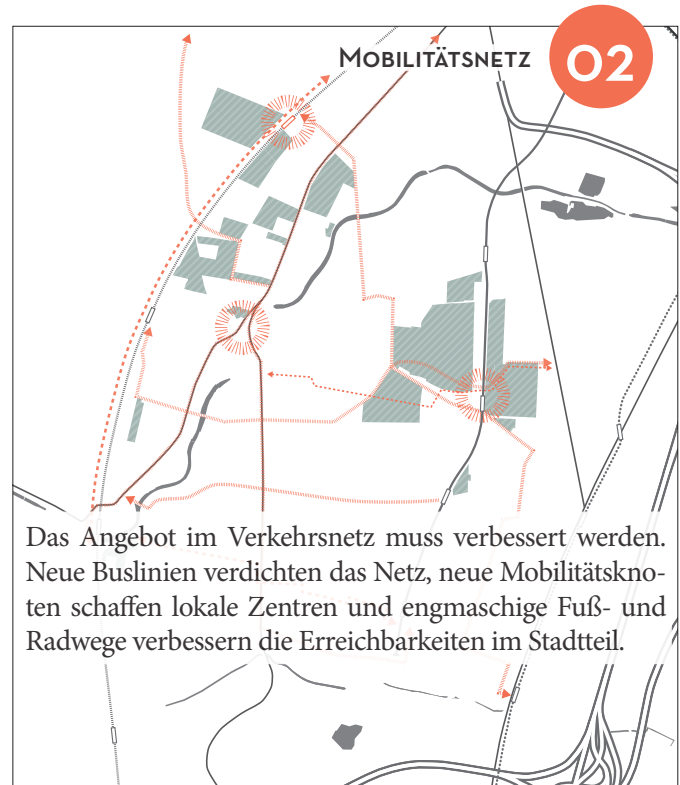 Mobilitätsnetz 02
Das Angebot im Verkehrsnetz muss verbessert werden.
Neue Buslinien verdichten das Netz, neue Mobilitätskno-
ten schaffen lokale Zentren und engmaschige Fuß- und
Radwege verbessern die Erreichbarkeiten im Stadtteil.